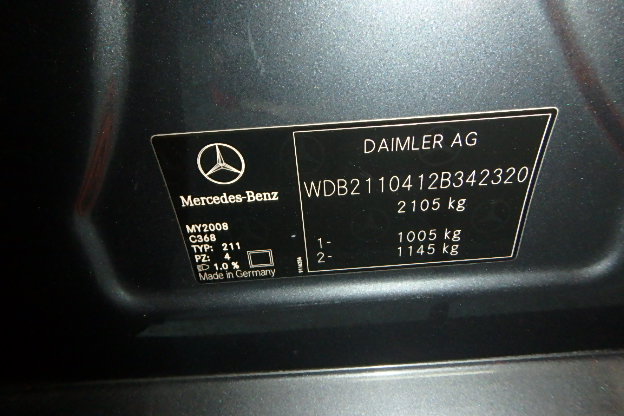 Mercedes-Benz
MY2008
C368
TYP: 211
PZ: 4
1.0 %
Made in Germany
DAIMLER AG
WDB2110412B342320
2105 kg
1- 1005 kg
2- 1145 kg